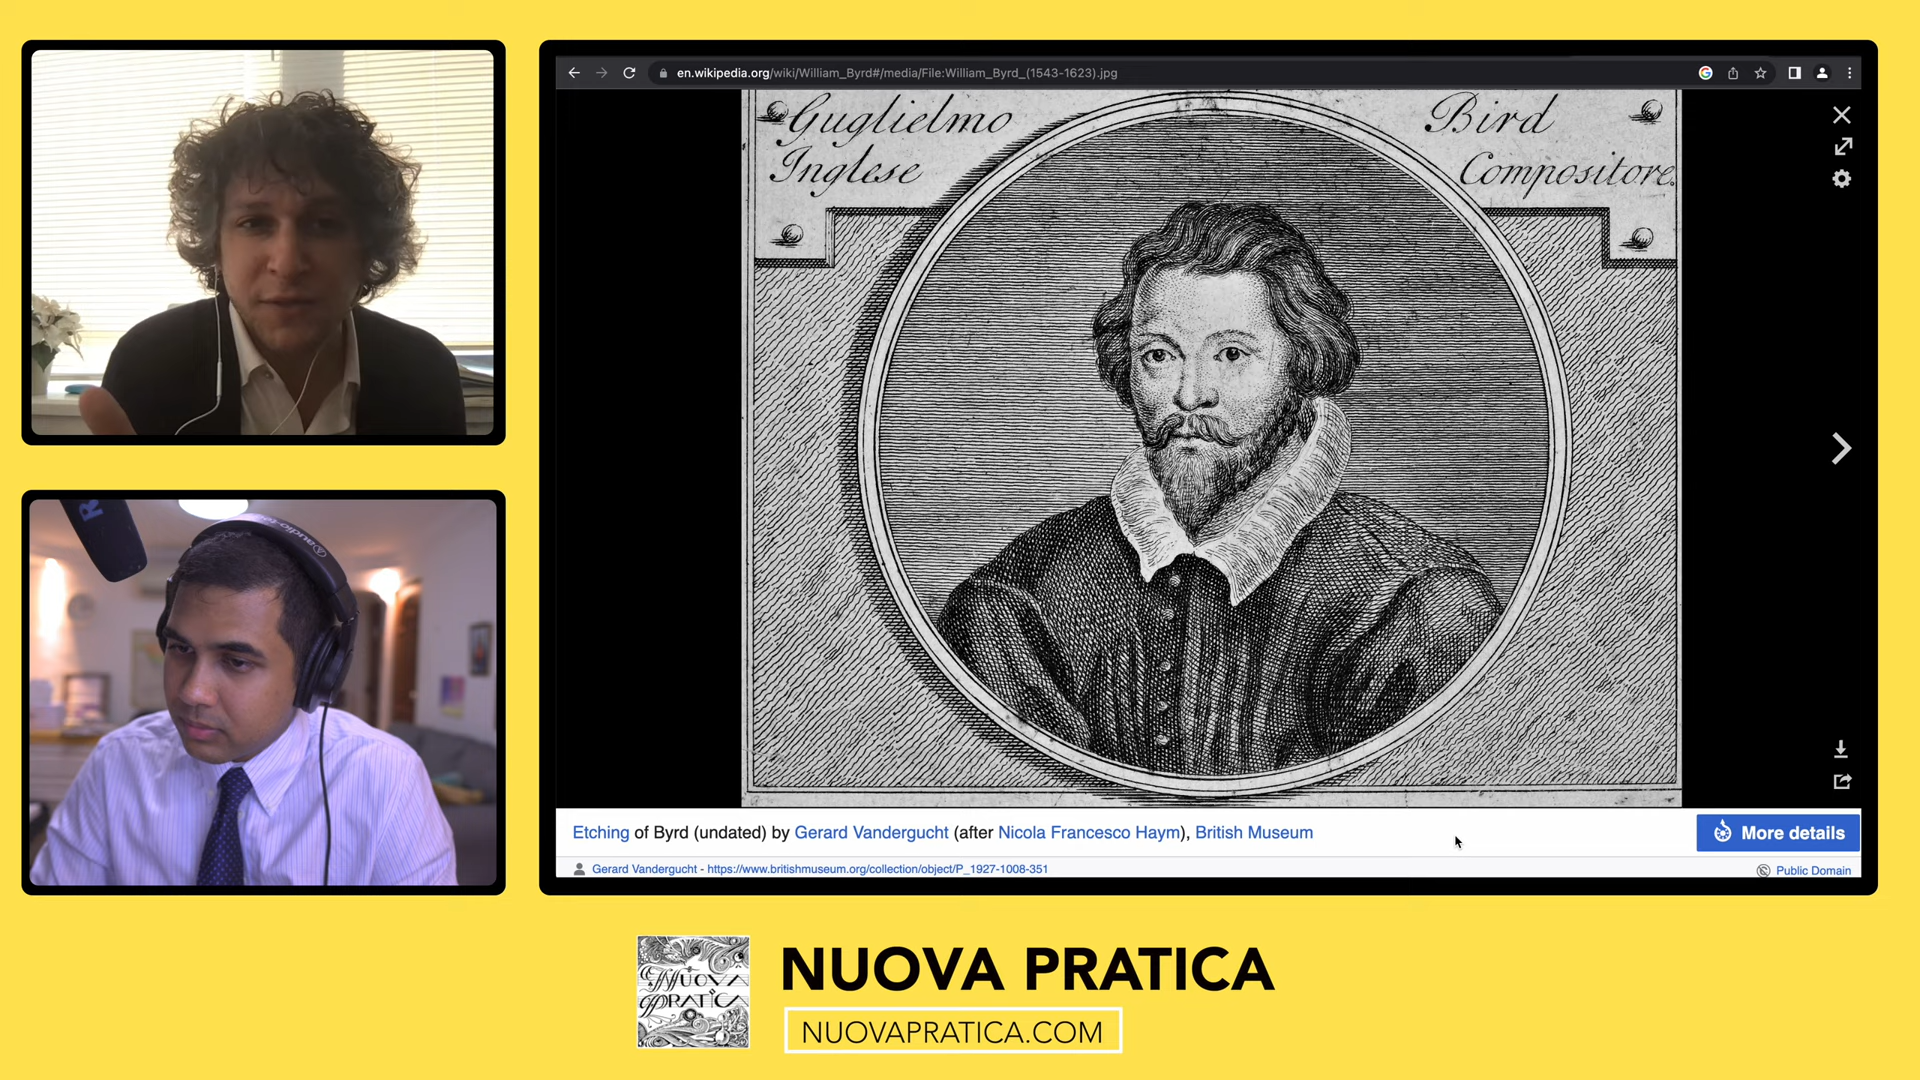 en.wikipedia.org/wiki/William_Byrd#/media/File:William_Byrd_(1543-1623).jpg
Guglielmo Bird
Inglese Compositore.
Etching of Byrd (undated) by Gerard Vandergucht (after Nicola Francesco Haym), British Museum
More details
Gerard Vandergucht - https://www.britishmuseum.org/collection/object/P_1927-1008-351
Public Domain
audio-te
R
NUOVA
PRATICA
NUOVA PRATICA
NUOVAPRATICA.COM